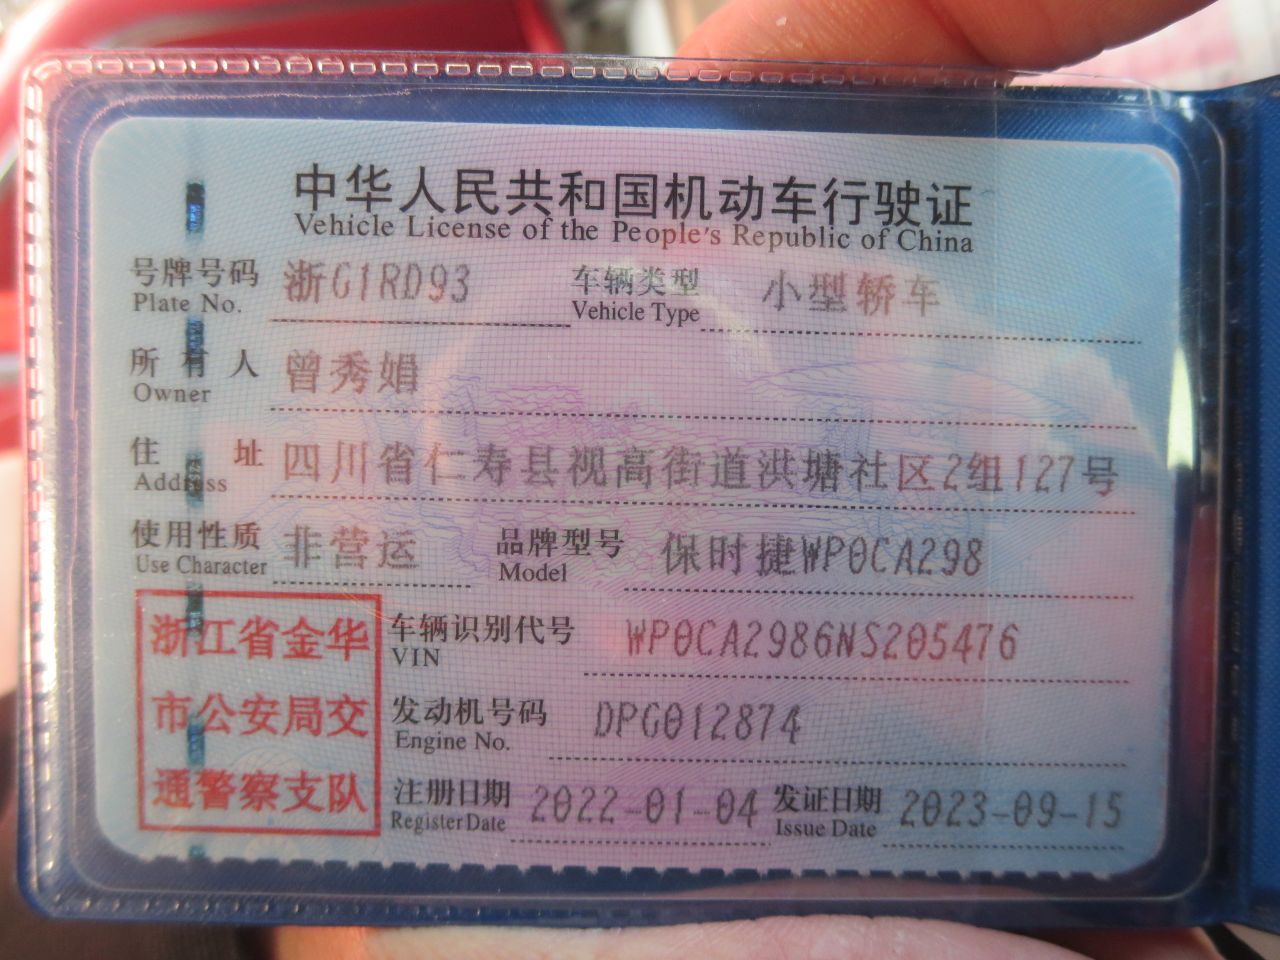 中华人民共和国机动车行驶证
Vehicle License of the People's Republic of China
号牌号码 浙G1RD93 车辆类型 小型轿车
Plate No. Vehicle Type
所有人 曾秀娟
Owner
住址 四川省仁寿县视高街道洪塘社区2组127号
Address
使用性质 非营运 品牌型号 保时捷WP0CA298
Use Character Model
浙江省金华
市公安局交
通警察支队
车辆识别代号 WP0CA2986NS205476
VIN
发动机号码 DPG012874
Engine No.
注册日期 2022-01-04 发证日期 2023-09-15
Register Date Issue Date